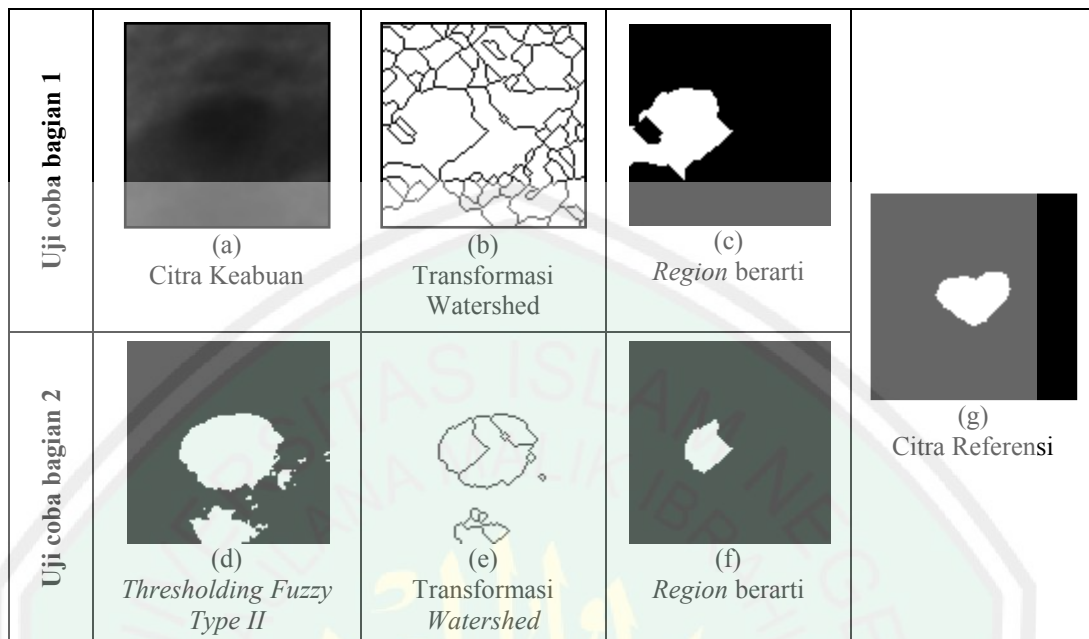 Uji coba bagian 1
(a)
Citra Keabuan
(b)
Transformasi
Watershed
(c)
Region berarti
(g)
Citra Referensi
Uji coba bagian 2
(d)
Thresholding Fuzzy
Type II
(e)
Transformasi
Watershed
(f)
Region berarti